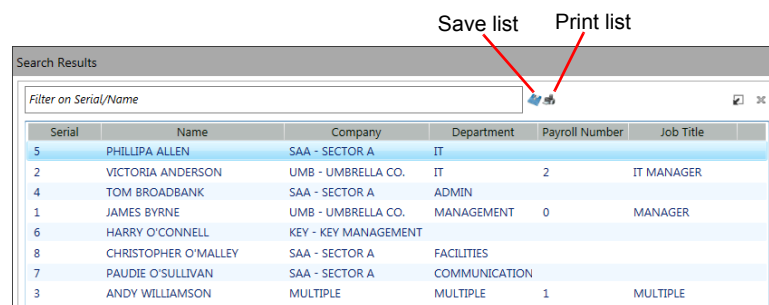 Save list Print list
Search Results
Filter on Serial/Name
Serial Name Company Department Payroll Number Job Title
5 PHILLIPA ALLEN SAA - SECTOR A IT
2 VICTORIA ANDERSON UMB - UMBRELLA CO. IT 2 IT MANAGER
4 TOM BROADBANK SAA - SECTOR A ADMIN
1 JAMES BYRNE UMB - UMBRELLA CO. MANAGEMENT 0 MANAGER
6 HARRY O'CONNELL KEY - KEY MANAGEMENT
8 CHRISTOPHER O'MALLEY SAA - SECTOR A FACILITIES
7 PAUDIE O'SULLIVAN SAA - SECTOR A COMMUNICATION
3 ANDY WILLIAMSON MULTIPLE MULTIPLE 1 MULTIPLE